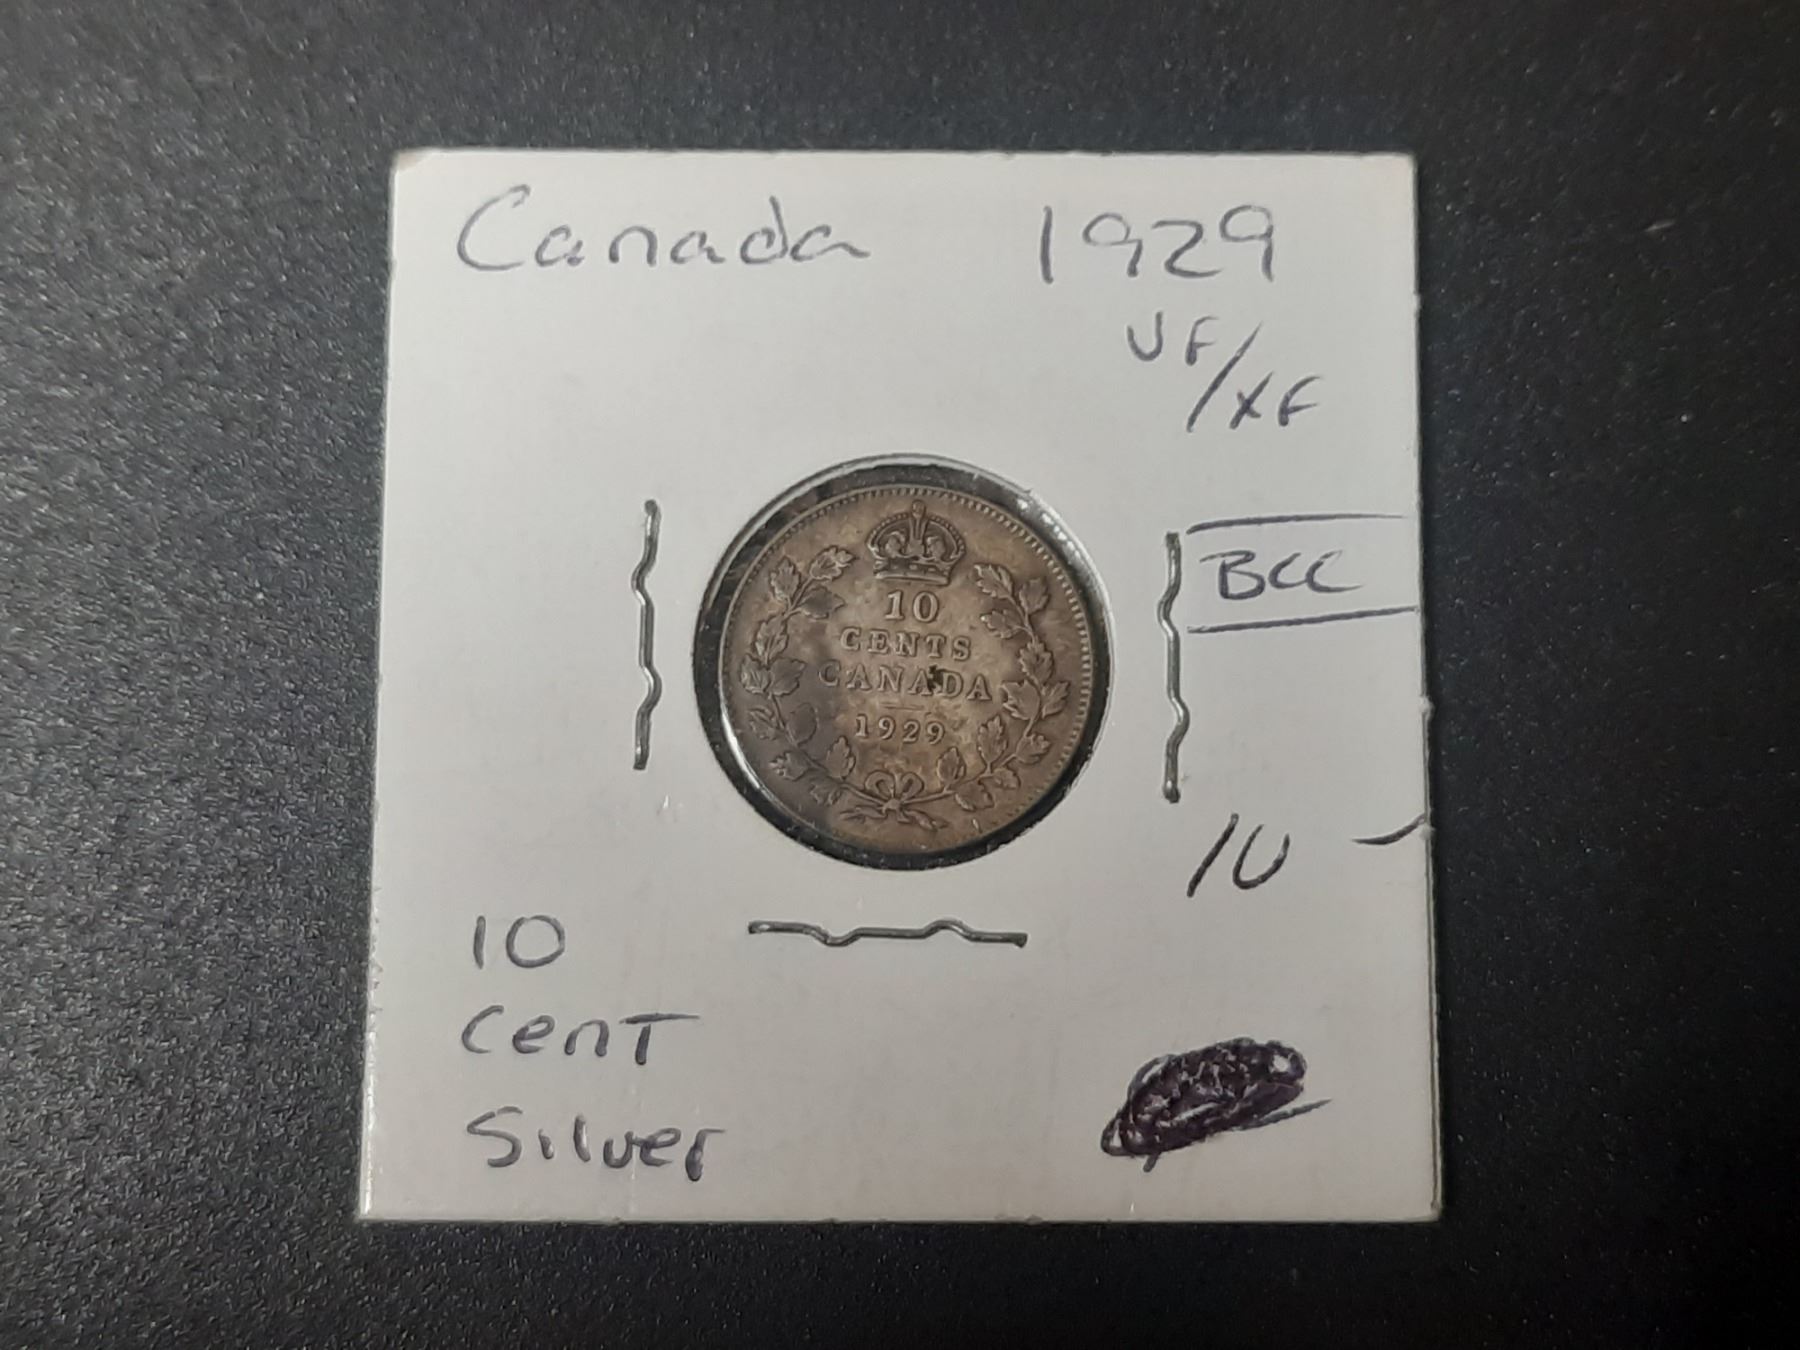 Canada 1929
VF/XF
BCC
10
CENTS
CANADA
1929
10 -
10
Cent
Silver